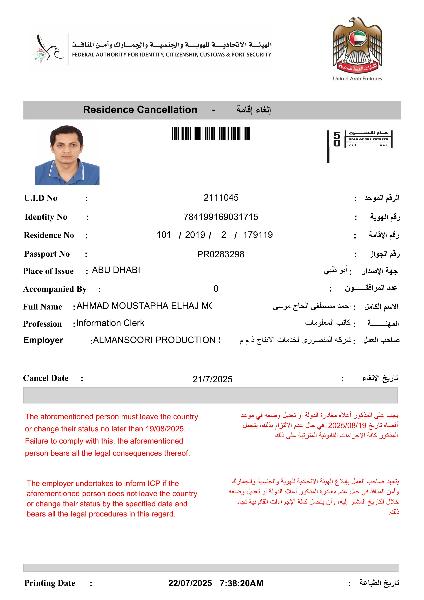 الهيئة الاتحادية للهوية والجنسية والجمارك وأمن المنافذ
FEDERAL AUTHORITY FOR IDENTITY, CITIZENSHIP, CUSTOMS & PORT SECURITY
United Arab Emirates
Residence Cancellation - إلغاء إقامة
U.I.D No : 2111045 : الرقم الموحد
Identity No : 784199169031715 : رقم الهوية
Residence No : 101 / 2019 / 2 / 179119 : رقم الإقامة
Passport No : PR0283298 : رقم الجواز
Place of Issue : ABU DHABI أبو ظبي : جهة الإصدار
Accompanied By : 0 : عدد المرافقين
Full Name : AHMAD MOUSTAPHA ELHAJ MO احمد مصطفى الحاج موسى : الاسم الكامل
Profession : Information Clerk كاتب المعلومات : المهنة
Employer : ALMANSOORI PRODUCTION شركة المنصوري لخدمات الانتاج ذ م م : صاحب العمل
Cancel Date : 21/7/2025 : تاريخ الإلغاء
The aforementioned person must leave the country
or change their status no later than 19/08/2025.
Failure to comply with this, the aforementioned
person bears all the legal consequences thereof.
يجب على المذكور أعلاه مغادرة الدولة أو تعديل وضعه في موعد
أقصاه تاريخ 2025/08/19 وفي حال عدم الالتزام بذلك، يتحمل
المذكور كافة الإجراءات القانونية المترتبة على ذلك
The employer undertakes to inform ICP if the
aforementioned person does not leave the country
or change their status by the specified date and
bears all the legal procedures in this regard.
يتعهد صاحب العمل بإبلاغ الهيئة الاتحادية للهوية والجنسية والجمارك
وأمن المنافذ في حال عدم مغادرة المذكور أعلاه الدولة أو تعديل وضعه
خلال التاريخ المشار إليه، وأن يتحمل كافة الإجراءات القانونية تجاه
ذلك.
Printing Date : 22/07/2025 7:38:20AM : تاريخ الطباعة